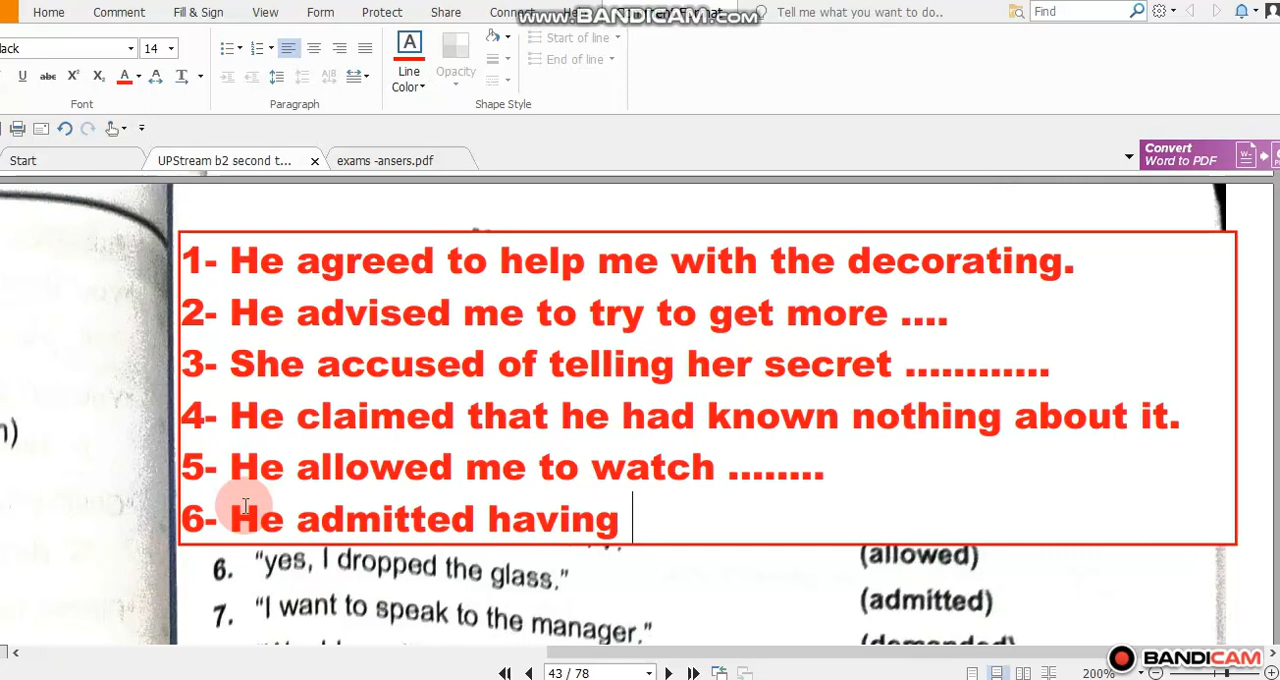 Home Comment Fill & Sign View Form Protect Share Connect
www.BANDICAM.com
Tell me what you want to do..
Find
14
Start of line
End of line
Line Color
Opacity
Font
Paragraph
Shape Style
Start
UPStream b2 second t...
exams -ansers.pdf
Convert
Word to PDF
1- He agreed to help me with the decorating.
2- He advised me to try to get more ....
3- She accused of telling her secret ............
4- He claimed that he had known nothing about it.
5- He allowed me to watch ........
6- He admitted having
(allowed)
6. "yes, I dropped the glass."
(admitted)
7. "I want to speak to the manager."
43 / 78
200%
BANDICAM